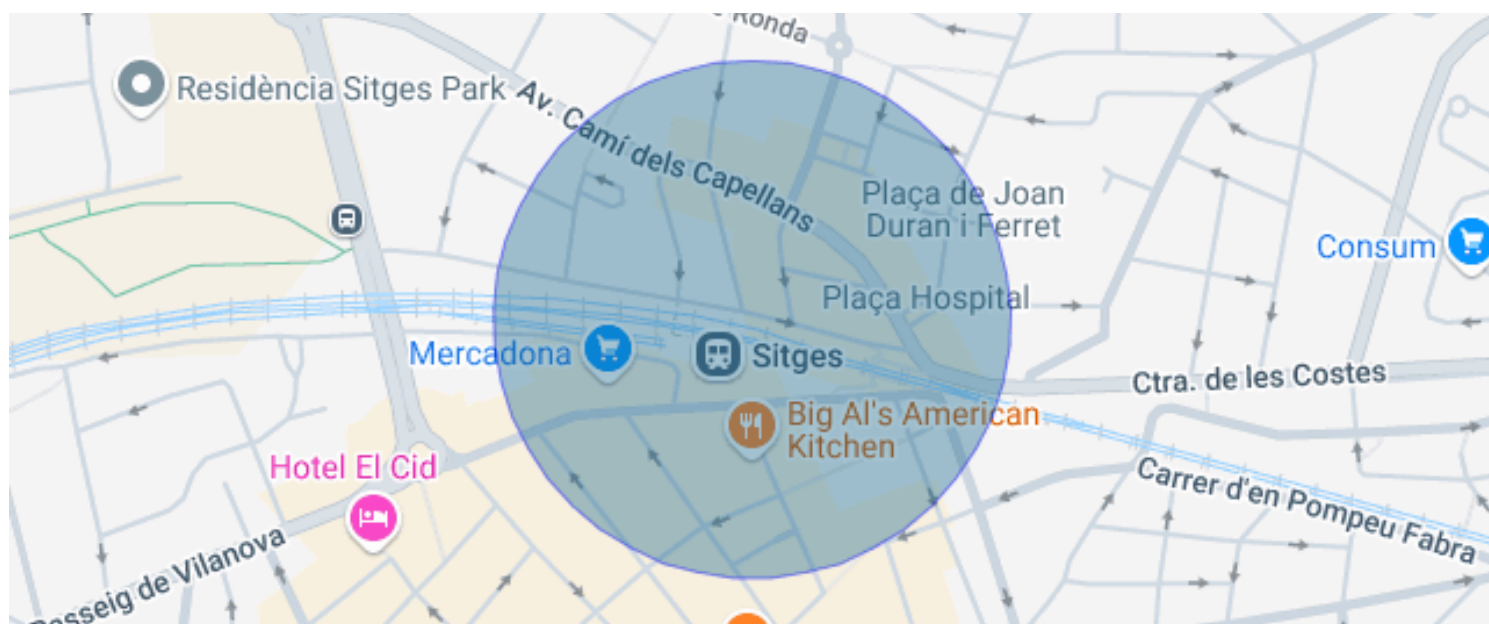 Ronda
Residència Sitges Park
Av. Camí dels Capellans
Plaça de Joan
Duran i Ferret
Consum
Plaça Hospital
Mercadona
Sitges
Ctra. de les Costes
Big Al's American
Kitchen
Hotel El Cid
Carrer d'en Pompeu Fabra
Passeig de Vilanova